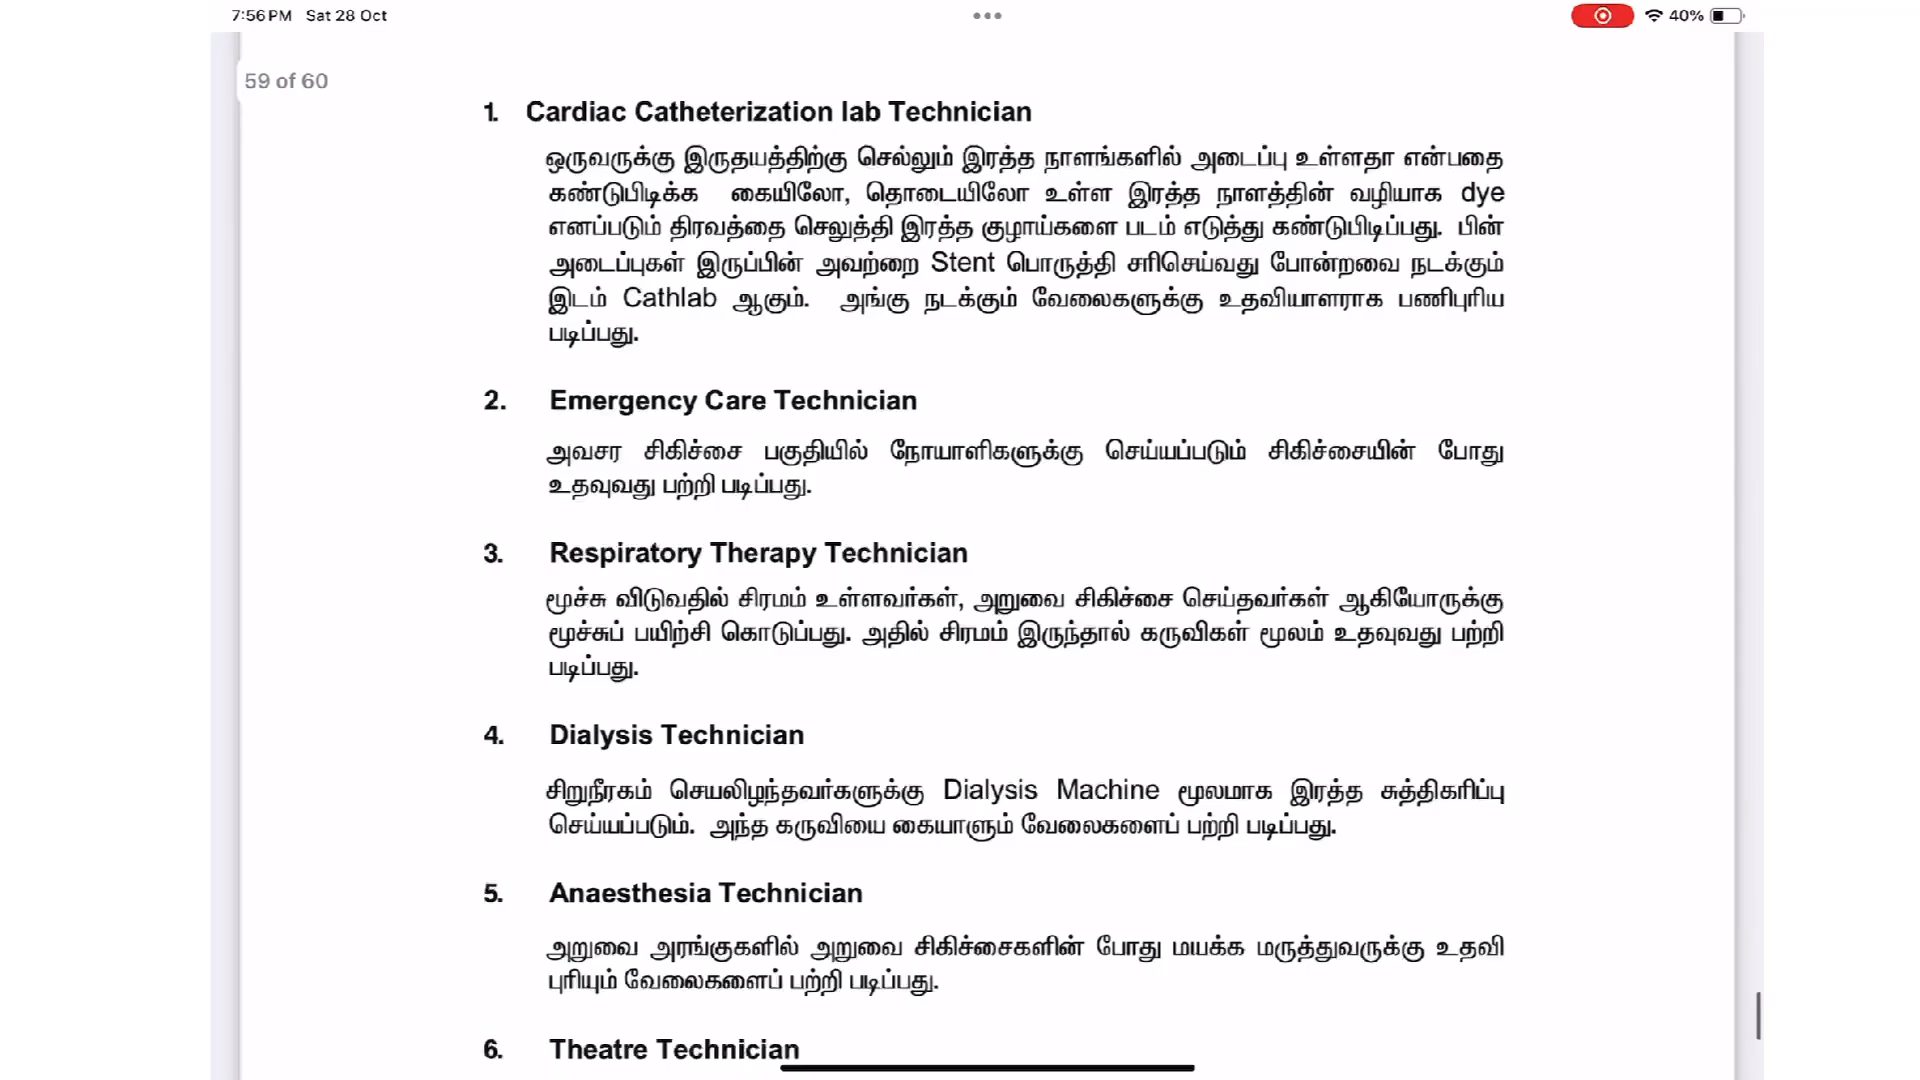 7:56 PM Sat 28 Oct
40%
59 of 60
1. Cardiac Catheterization lab Technician
ஒருவருக்கு இருதயத்திற்கு செல்லும் இரத்த நாளங்களில் அடைப்பு உள்ளதா என்பதை
கண்டுபிடிக்க கையிலோ, தொடையிலோ உள்ள இரத்த நாளத்தின் வழியாக dye
எனப்படும் திரவத்தை செலுத்தி இரத்த குழாய்களை படம் எடுத்து கண்டுபிடிப்பது. பின்
அடைப்புகள் இருப்பின் அவற்றை Stent பொருத்தி சரிசெய்வது போன்றவை நடக்கும்
இடம் Cathlab ஆகும். அங்கு நடக்கும் வேலைகளுக்கு உதவியாளராக பணிபுரிய
படிப்பது.
2. Emergency Care Technician
அவசர சிகிச்சை பகுதியில் நோயாளிகளுக்கு செய்யப்படும் சிகிச்சையின் போது
உதவுவது பற்றி படிப்பது.
3. Respiratory Therapy Technician
மூச்சு விடுவதில் சிரமம் உள்ளவர்கள், அறுவை சிகிச்சை செய்தவர்கள் ஆகியோருக்கு
மூச்சுப் பயிற்சி கொடுப்பது. அதில் சிரமம் இருந்தால் கருவிகள் மூலம் உதவுவது பற்றி
படிப்பது.
4. Dialysis Technician
சிறுநீரகம் செயலிழந்தவர்களுக்கு Dialysis Machine மூலமாக இரத்த சுத்திகரிப்பு
செய்யப்படும். அந்த கருவியை கையாளும் வேலைகளைப் பற்றி படிப்பது.
5. Anaesthesia Technician
அறுவை அரங்குகளில் அறுவை சிகிச்சைகளின் போது மயக்க மருத்துவருக்கு உதவி
புரியும் வேலைகளைப் பற்றி படிப்பது.
6. Theatre Technician